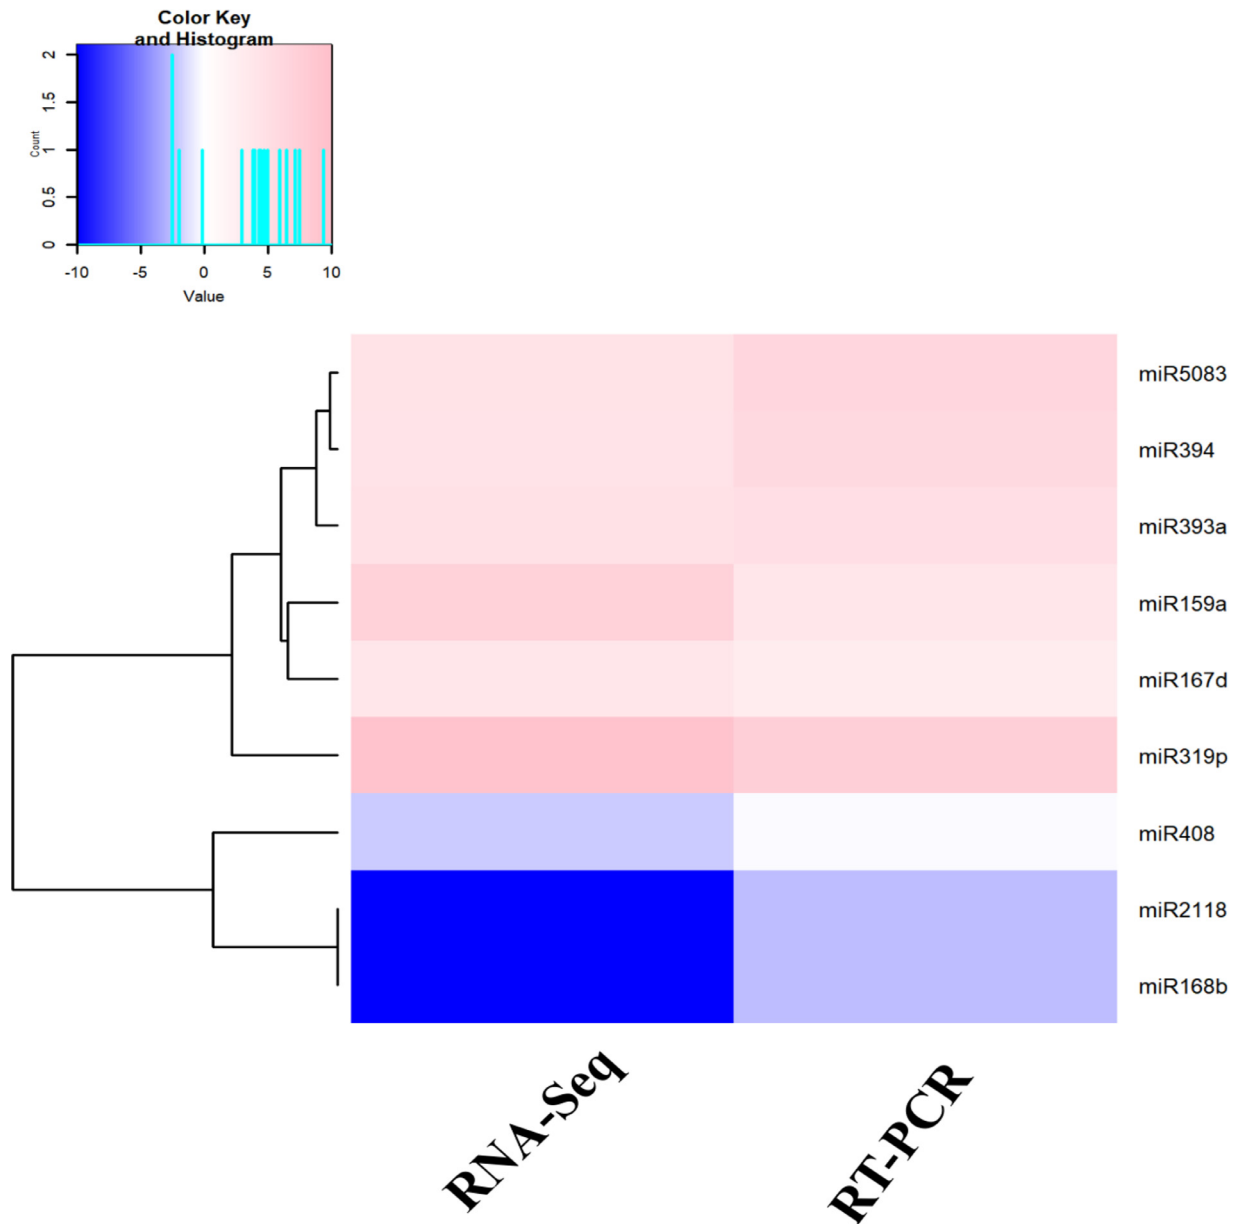 Color Key
and Histogram
Count
0
0.5
1
1.5
2
-10 -5 0 5 10
Value
miR5083
miR394
miR393a
miR159a
miR167d
miR319p
miR408
miR2118
miR168b
RNA-Seq
RT-PCR